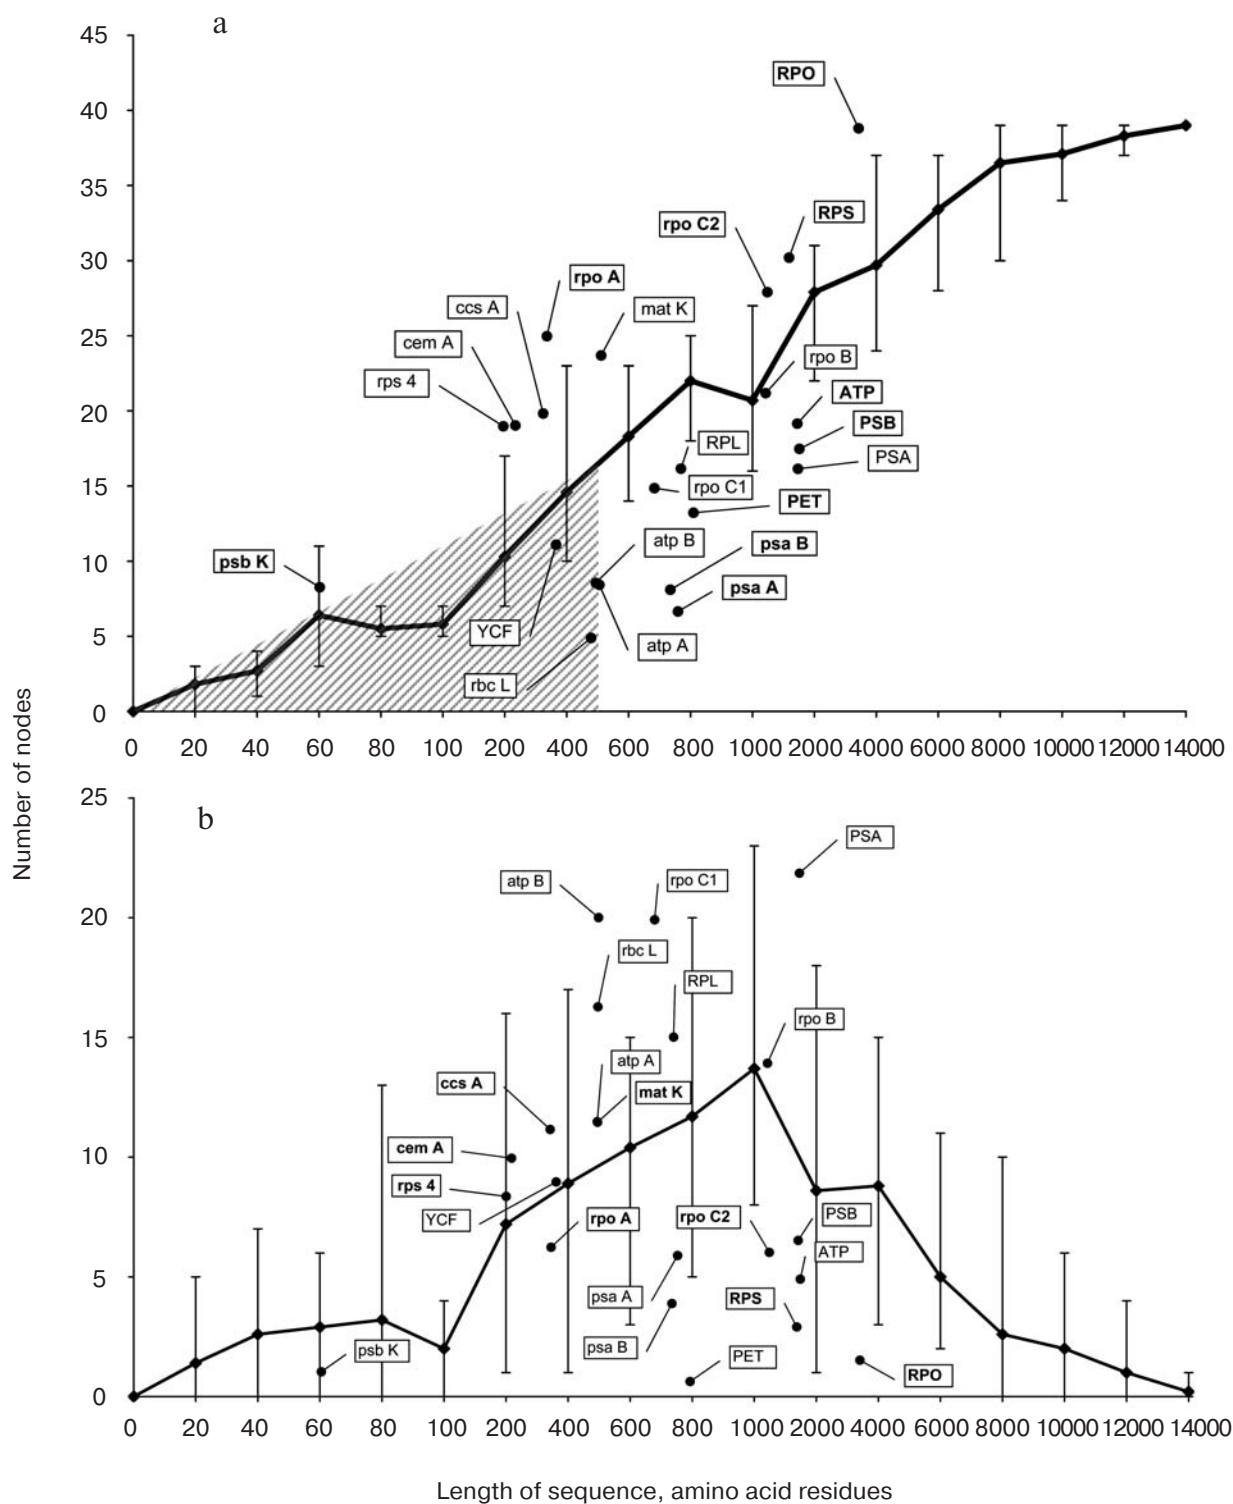 a
45
40
35
30
25
20
15
10
5
0
RPO
RPS
rpo C2
rpo A
ccs A
mat K
cem A
rps 4
rpo B
ATP
PSB
PSA
RPL
rpo C1
PET
atp B
psa B
psb K
psa A
YCF
atp A
rbc L
0 20 40 60 80 100 200 400 600 800 1000 2000 4000 6000 8000 10000 12000 14000
Number of nodes
b
25
20
15
10
5
0
PSA
atp B
rpo C1
rbc L
RPL
rpo B
atp A
ccs A
mat K
cem A
rps 4
YCF
rpo A
rpo C2
PSB
ATP
psa A
RPS
psb K
psa B
PET
RPO
0 20 40 60 80 100 200 400 600 800 1000 2000 4000 6000 8000 10000 12000 14000
Length of sequence, amino acid residues